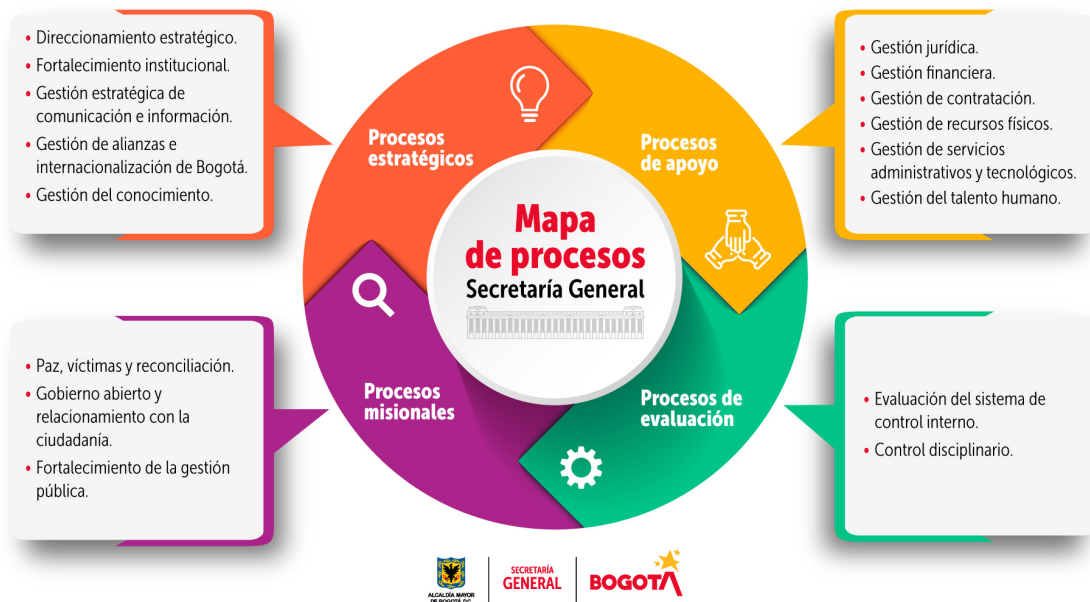 • Direccionamiento estratégico.
• Fortalecimiento institucional.
• Gestión estratégica de
comunicación e información.
• Gestión de alianzas e
internacionalización de Bogotá.
• Gestión del conocimiento.
Procesos
estratégicos
Procesos
de apoyo
• Gestión jurídica.
• Gestión financiera.
• Gestión de contratación.
• Gestión de recursos físicos.
• Gestión de servicios
administrativos y tecnológicos.
• Gestión del talento humano.
Mapa
de procesos
Secretaría General
• Paz, víctimas y reconciliación.
• Gobierno abierto y
relacionamiento con la
ciudadanía.
• Fortalecimiento de la gestión
pública.
Procesos
misionales
Procesos de
evaluación
• Evaluación del sistema de
control interno.
• Control disciplinario.
ALCALDÍA MAYOR
DE BOGOTÁ D.C.
SECRETARÍA
GENERAL
BOGOTÁ